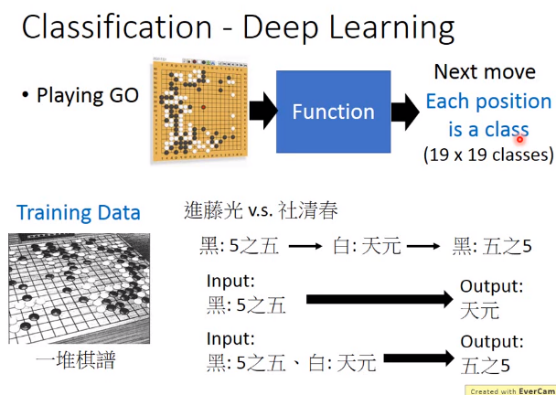 Classification - Deep Learning
• Playing GO
Function
Next move
Each position
is a class
(19 x 19 classes)
Training Data
一堆棋譜
進藤光 v.s. 社清春
黑: 5之五 → 白: 天元 → 黑: 五之5
Input:
黑: 5之五
Output:
天元
Input:
黑: 5之五、白: 天元
Output:
五之5
Created with EverCam